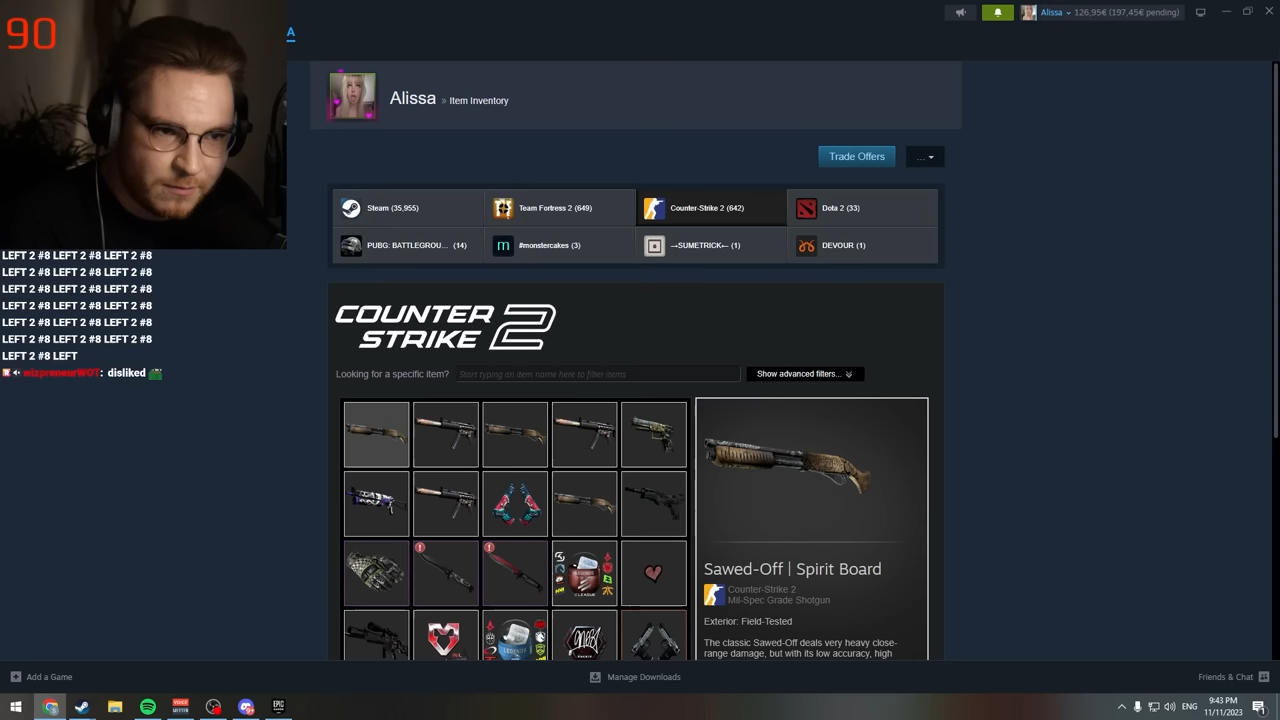 90
A
Alissa 126,95€ (197,45€ pending)
Alissa » Item Inventory
Trade Offers
...
Steam (35,955)
Team Fortress 2 (649)
Counter-Strike 2 (642)
Dota 2 (33)
PUBG: BATTLEGROU... (14)
#monstercakes (3)
→SUMETRICK← (1)
DEVOUR (1)
LEFT 2 #8 LEFT 2 #8 LEFT 2 #8
LEFT 2 #8 LEFT 2 #8 LEFT 2 #8
LEFT 2 #8 LEFT 2 #8 LEFT 2 #8
LEFT 2 #8 LEFT 2 #8 LEFT 2 #8
LEFT 2 #8 LEFT 2 #8 LEFT 2 #8
LEFT 2 #8 LEFT 2 #8 LEFT 2 #8
LEFT 2 #8 LEFT
wizpreneurWOT: disliked
COUNTER
STRIKE 2
Looking for a specific item? Start typing an item name here to filter items
Show advanced filters...
Sawed-Off | Spirit Board
Counter-Strike 2
Mil-Spec Grade Shotgun
Exterior: Field-Tested
The classic Sawed-Off deals very heavy close-
range damage, but with its low accuracy, high
Add a Game
Manage Downloads
Friends & Chat
EPIC
ENG
9:43 PM
11/11/2023